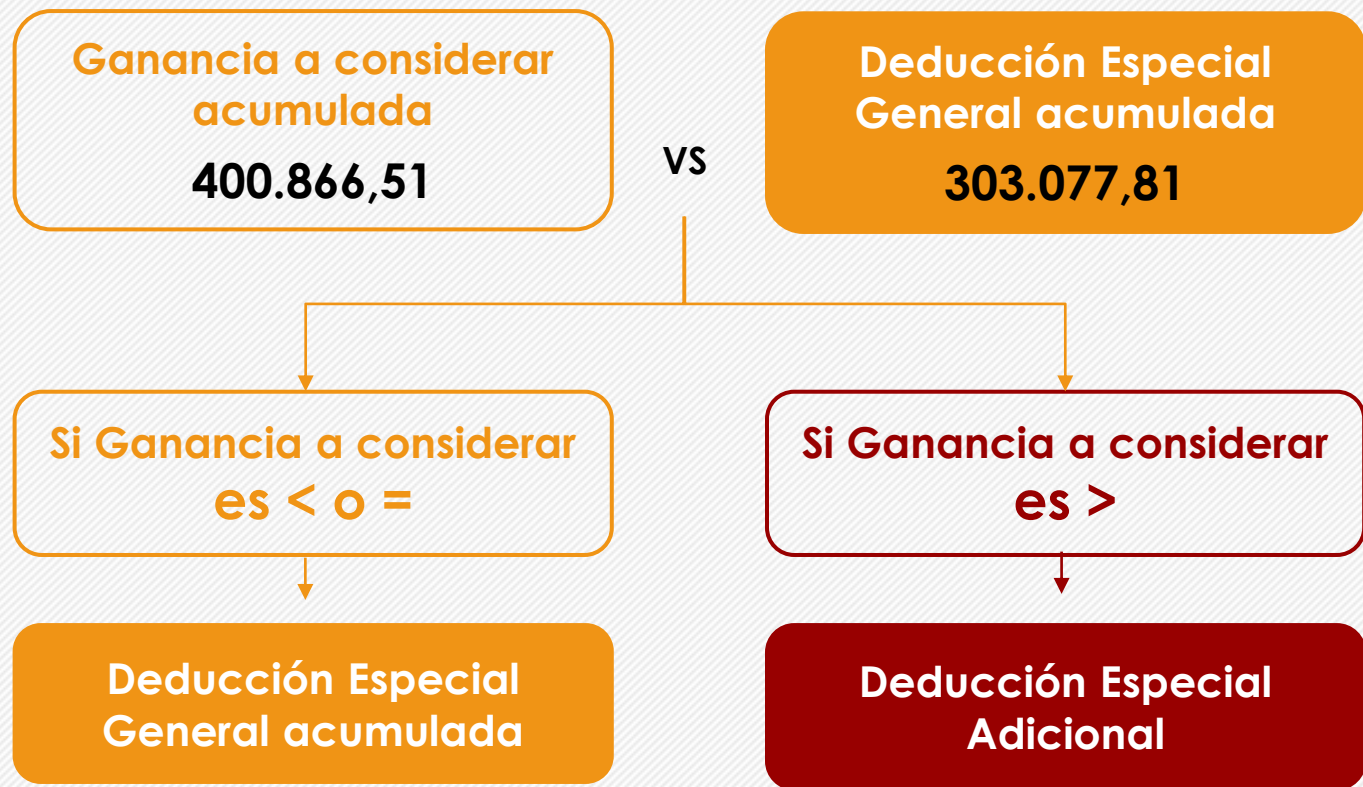 Ganancia a considerar
acumulada
400.866,51
VS
Deducción Especial
General acumulada
303.077,81
Si Ganancia a considerar
es < o =
Si Ganancia a considerar
es >
Deducción Especial
General acumulada
Deducción Especial
Adicional